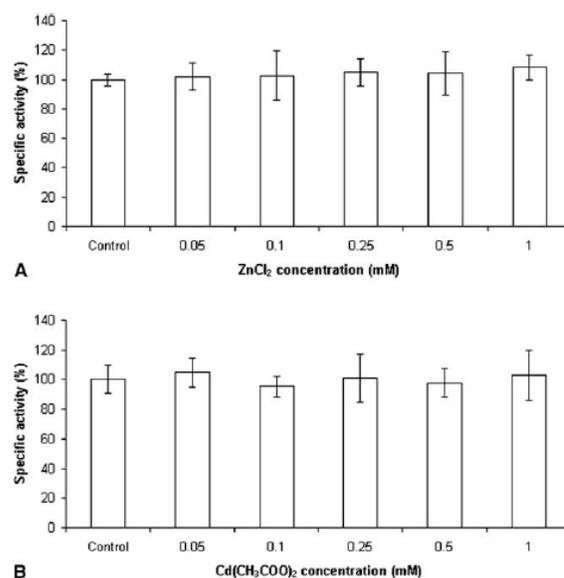 140
120
100
80
60
40
20
0
Specific activity (%)
Control 0.05 0.1 0.25 0.5 1
A
ZnCl₂ concentration (mM)
140
120
100
80
60
40
20
0
Specific activity (%)
Control 0.05 0.1 0.25 0.5 1
B
Cd(CH₃COO)₂ concentration (mM)